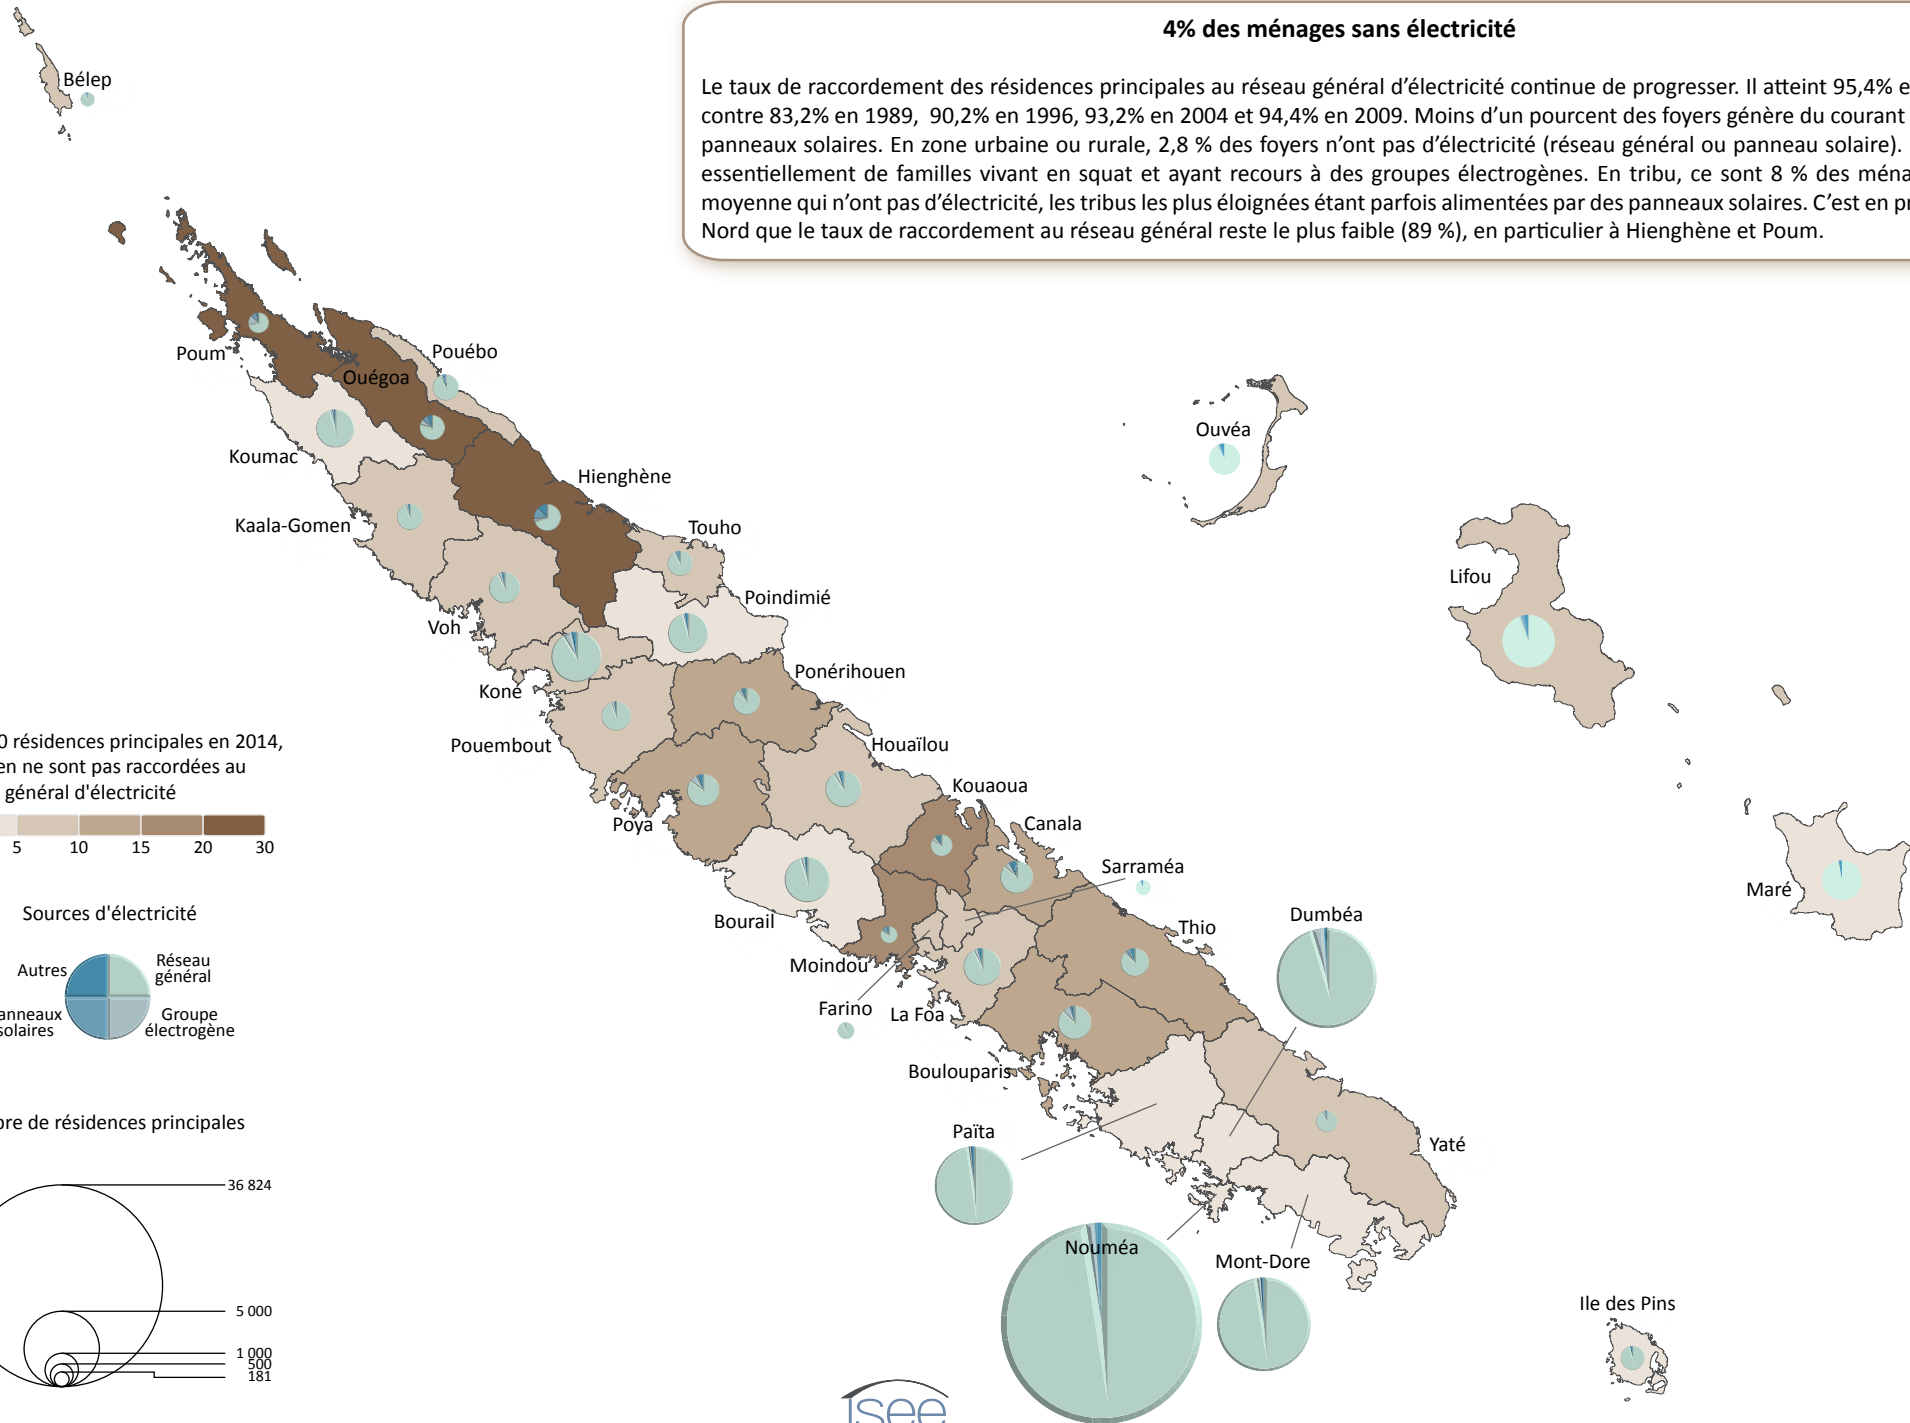 4% des ménages sans électricité
Le taux de raccordement des résidences principales au réseau général d’électricité continue de progresser. Il atteint 95,4% e
contre 83,2% en 1989, 90,2% en 1996, 93,2% en 2004 et 94,4% en 2009. Moins d’un pourcent des foyers génère du courant
panneaux solaires. En zone urbaine ou rurale, 2,8 % des foyers n’ont pas d’électricité (réseau général ou panneau solaire).
essentiellement de familles vivant en squat et ayant recours à des groupes électrogènes. En tribu, ce sont 8 % des ména
moyenne qui n’ont pas d’électricité, les tribus les plus éloignées étant parfois alimentées par des panneaux solaires. C’est en pr
Nord que le taux de raccordement au réseau général reste le plus faible (89 %), en particulier à Hienghène et Poum.
Bélep
Poum
Pouébo
Ouégoa
Koumac
Hienghène
Kaala-Gomen
Touho
Poindimié
Voh
Koné
Ponérihouen
Pouembout
Houaïlou
Poya
Kouaoua
Canala
Sarraméa
Bourail
Thio
Dumbéa
Moindou
Farino
La Foa
Boulouparis
Païta
Yaté
Nouméa
Mont-Dore
Ile des Pins
Ouvéa
Lifou
Maré
0 résidences principales en 2014,
en ne sont pas raccordées au
général d'électricité
5 10 15 20 30
Sources d'électricité
Autres
Réseau
général
anneaux
solaires
Groupe
électrogène
bre de résidences principales
36 824
5 000
1 000
500
181
isee